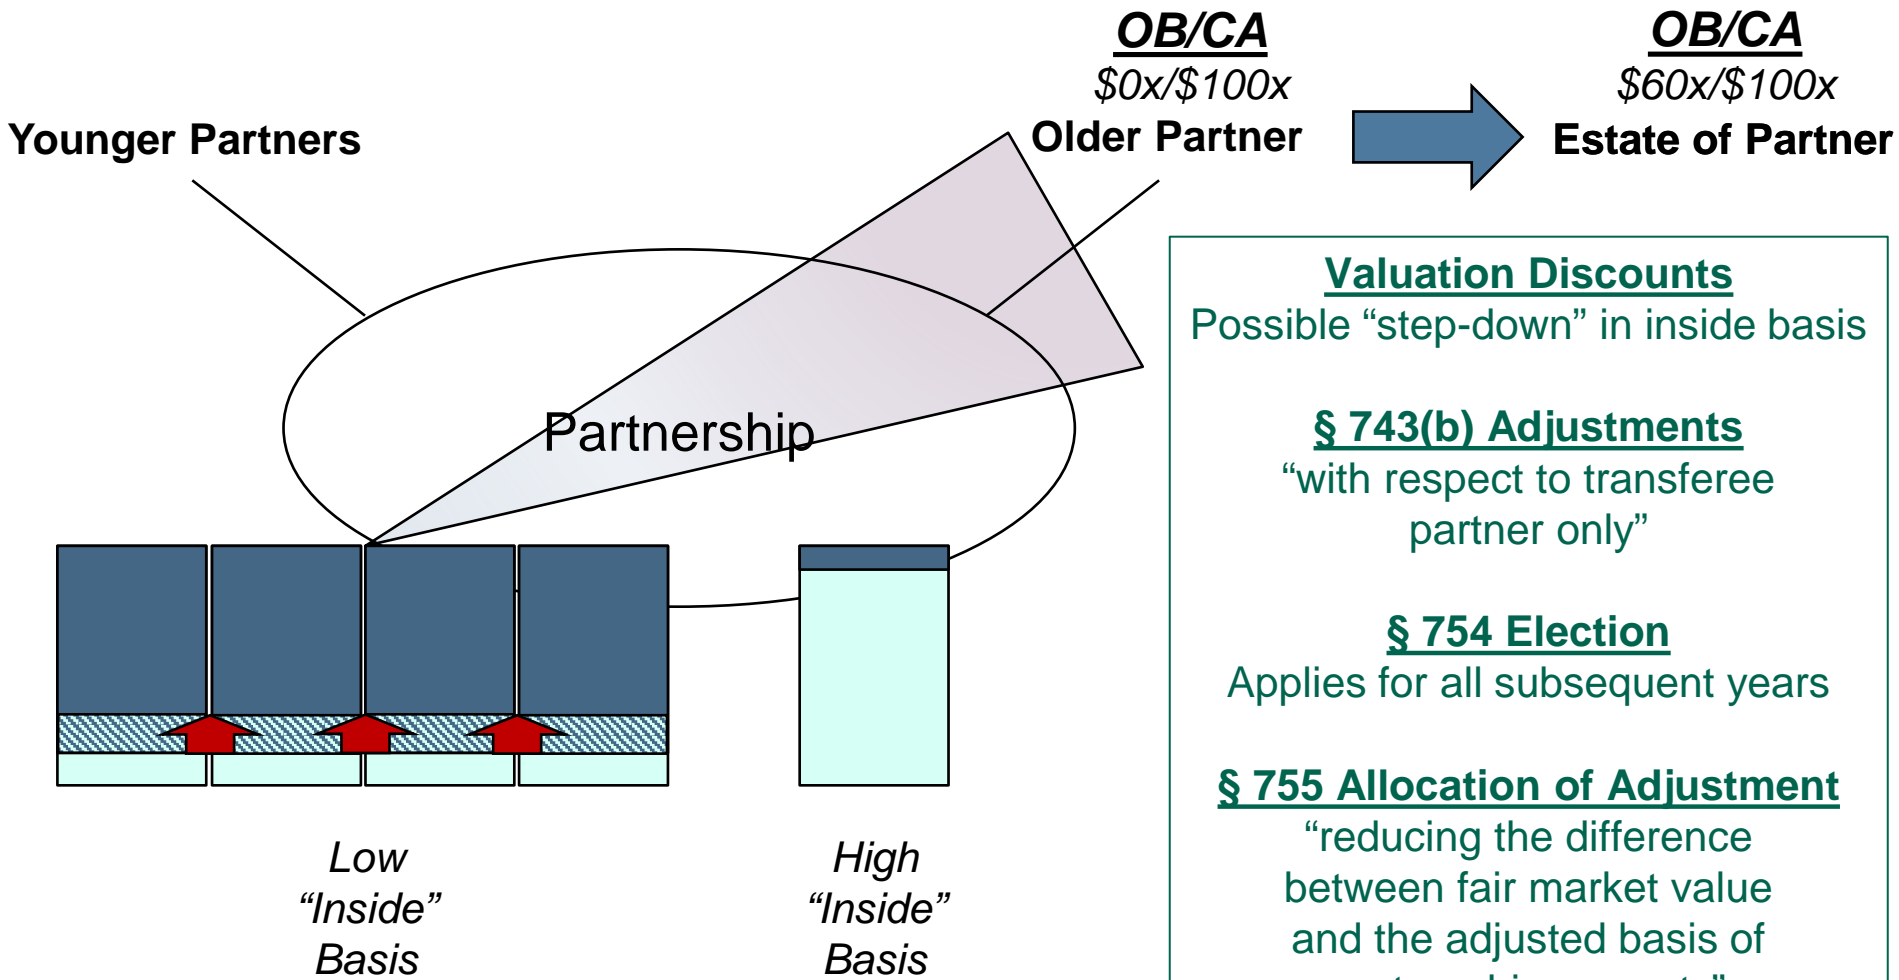 OB/CA
$0x/$100x
Older Partner
OB/CA
$60x/$100x
Estate of Partner
Younger Partners
Partnership
Low
“Inside”
Basis
High
“Inside”
Basis
Valuation Discounts
Possible “step-down” in inside basis
§ 743(b) Adjustments
“with respect to transferee
partner only”
§ 754 Election
Applies for all subsequent years
§ 755 Allocation of Adjustment
“reducing the difference
between fair market value
and the adjusted basis of